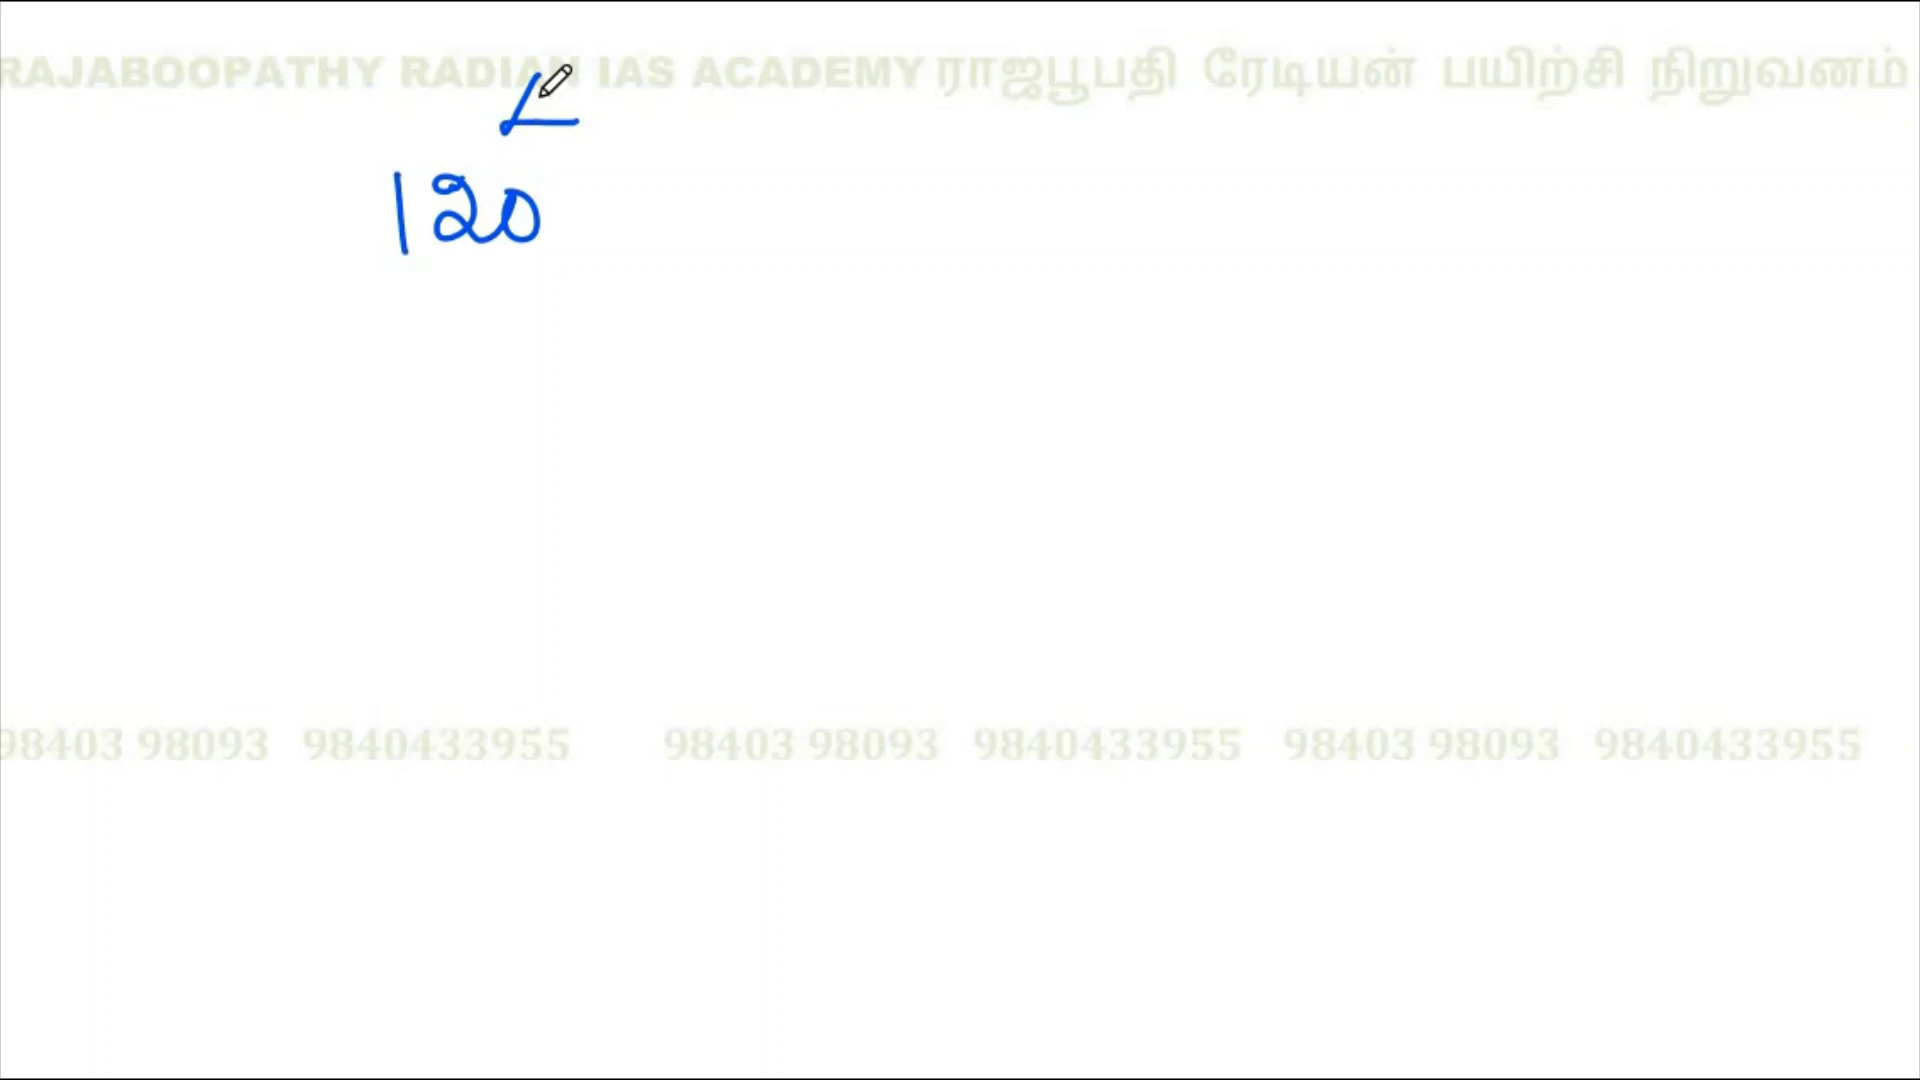 RAJABOOPATHY RADIAN IAS ACADEMY ராஜபூபதி ரேடியன் பயிற்சி நிறுவனம்
L
120
98403 98093 9840433955 98403 98093 9840433955 98403 98093 9840433955